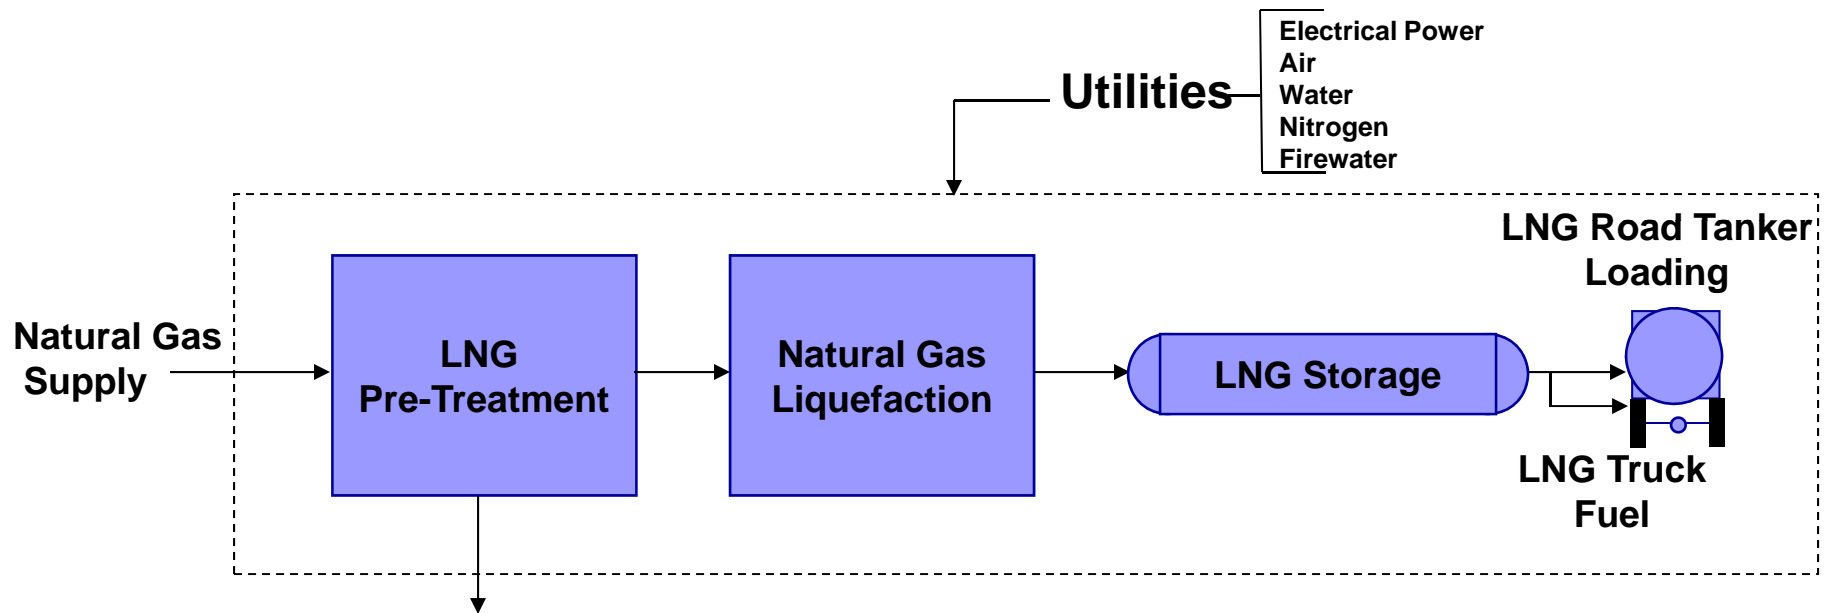 Electrical Power
Air
Utilities
Water
Nitrogen
Firewater
LNG Road Tanker
Loading
Natural Gas
Supply
LNG
Pre-Treatment
Natural Gas
Liquefaction
LNG Storage
LNG Truck
Fuel